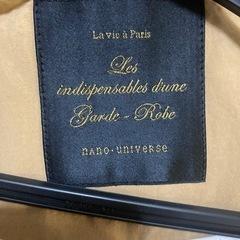 La vie à Paris
Les
indispensables d'une
Garde - Robe
nano・universe